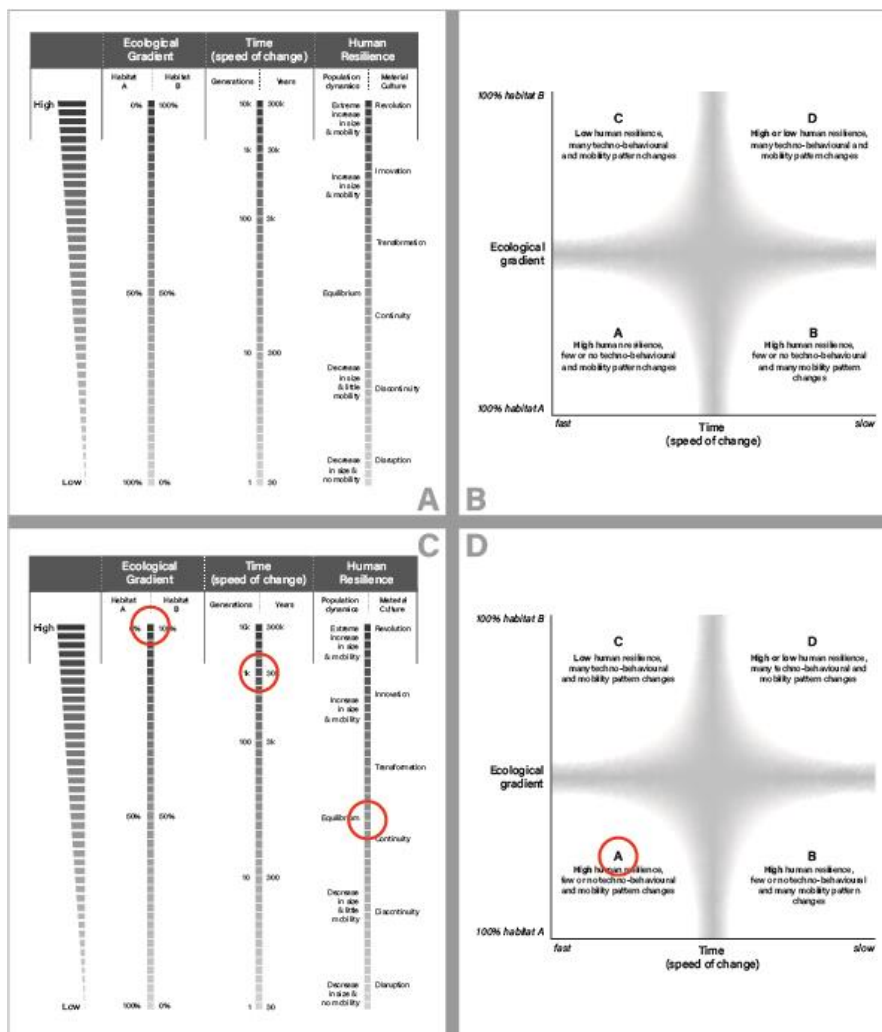 Ecological
Gradient
Time
(speed of change)
Human
Resilience
Habitat
A
Habitat
B
Generations
Years
Population
dynamics
Material
Culture
High
0%
100%
10k
300k
Extreme
increase
in size
& mobility
Revolution
1k
30k
Increase
in size
& mobility
Innovation
100
3k
Transformation
50%
50%
Equilibrium
Continuity
10
300
Decrease
in size
& little
mobility
Discontinuity
Decrease
in size &
no mobility
Disruption
Low
100%
0%
1
30
A
100% habitat B
C
Low human resilience,
many techno-behavioural
and mobility pattern changes
D
High or low human resilience,
many techno-behavioural and
mobility pattern changes
Ecological
gradient
A
High human resilience,
few or no techno-behavioural
and mobility pattern changes
B
High human resilience,
few or no techno-behavioural
and many mobility pattern
changes
100% habitat A
fast
Time
(speed of change)
slow
B
C
Ecological
Gradient
Time
(speed of change)
Human
Resilience
Habitat
A
Habitat
B
Generations
Years
Population
dynamics
Material
Culture
High
0%
100%
10k
300k
Extreme
increase
in size
& mobility
Revolution
1k
30k
Increase
in size
& mobility
Innovation
100
3k
Transformation
50%
50%
Equilibrium
Continuity
10
300
Decrease
in size
& little
mobility
Discontinuity
Decrease
in size &
no mobility
Disruption
Low
100%
0%
1
30
D
100% habitat B
C
Low human resilience,
many techno-behavioural
and mobility pattern changes
D
High or low human resilience,
many techno-behavioural and
mobility pattern changes
Ecological
gradient
A
High human resilience,
few or no techno-behavioural
and mobility pattern changes
B
High human resilience,
few or no techno-behavioural
and many mobility pattern
changes
100% habitat A
fast
Time
(speed of change)
slow